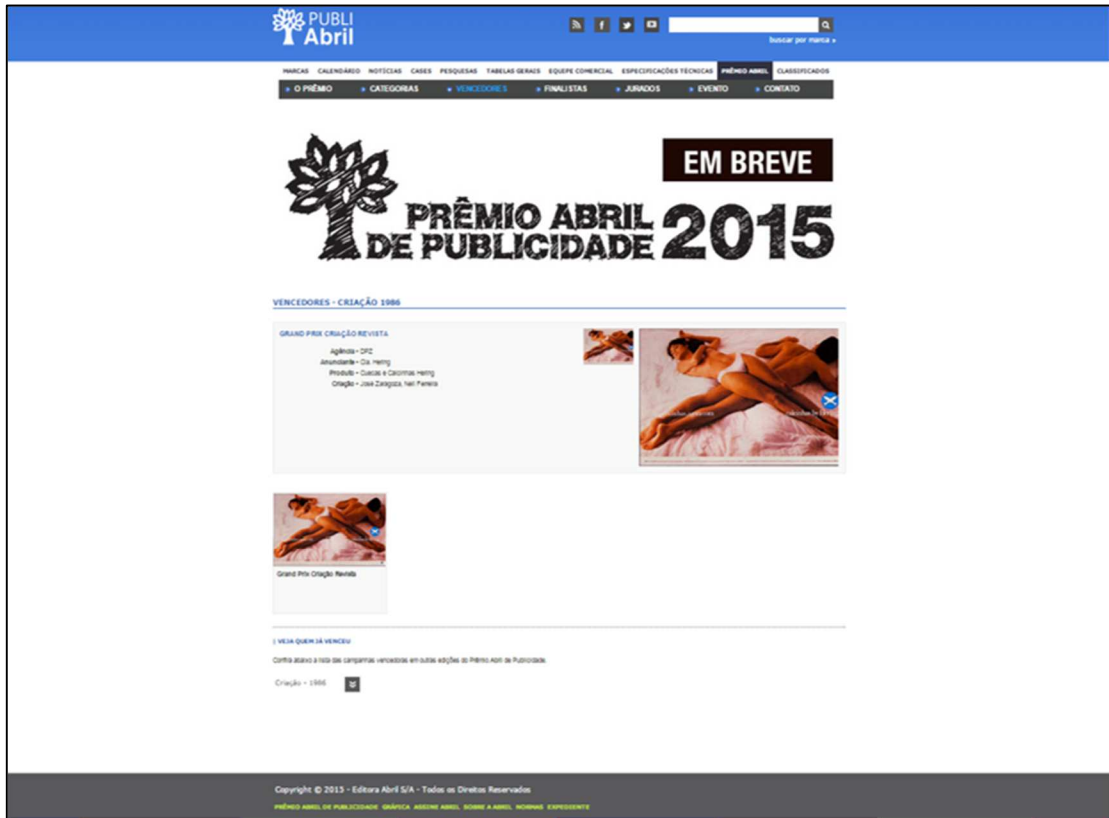 PUBLI
Abril
buscar por marca »
MARCAS CALENDÁRIO NOTÍCIAS CASES PESQUISAS TABELAS GERAIS EQUIPE COMERCIAL ESPECIFICAÇÕES TÉCNICAS PRÊMIO ABRIL CLASSIFICADOS
O PRÊMIO CATEGORIAS VENCEDORES FINALISTAS JURADOS EVENTO CONTATO
EM BREVE
PRÊMIO ABRIL
DE PUBLICIDADE 2015
VENCEDORES - CRIAÇÃO 1986
GRAND PRIX CRIAÇÃO REVISTA
Agência - DPZ
Anunciante - Cia. Hering
Produto - Cuecas e Calcinhas Hering
Criação - José Zaragoza, Neil Ferreira
Grand Prix Criação Revista
VEJA QUEM JÁ VENCEU
Confira abaixo a lista das campanhas vencedoras em outras edições do Prêmio Abril de Publicidade.
Criação - 1986
Copyright © 2015 - Editora Abril S/A - Todos os Direitos Reservados
PRÊMIO ABRIL DE PUBLICIDADE GRÁFICA ASSINE ABRIL SOBRE A ABRIL NORMAS EXPEDIENTE